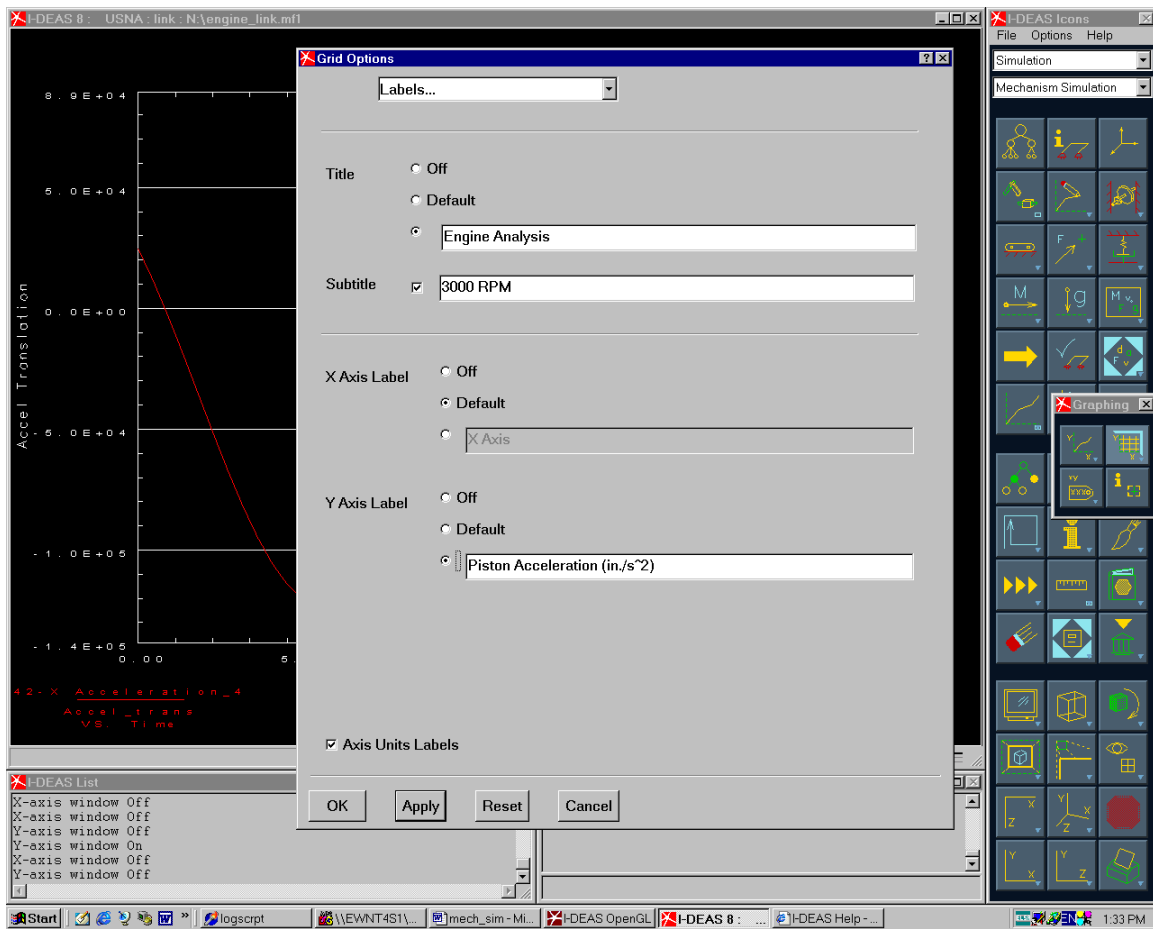 I-DEAS 8 :   USNA : link : N:\engine_link.mf1
8.9E+04
5.0E+04
0.0E+00
-5.0E+04
-1.0E+05
-1.4E+05
Accel Translation
0.00
5.
42-X Acceleration_4
Accel_trans
VS. Time
Grid Options
Labels...
Title
Off
Default
Engine Analysis
Subtitle
3000 RPM
X Axis Label
Off
Default
X Axis
Y Axis Label
Off
Default
Piston Acceleration (in./s^2)
Axis Units Labels
OK
Apply
Reset
Cancel
I-DEAS Icons
File   Options   Help
Simulation
Mechanism Simulation
Graphing
I-DEAS List
X-axis window Off
X-axis window Off
Y-axis window Off
Y-axis window On
X-axis window Off
Y-axis window Off
Start
logscrpt
\\EWNT4S1\...
mech_sim - Mi...
I-DEAS OpenGL
I-DEAS 8 :   ...
I-DEAS Help - ...
EN
1:33 PM